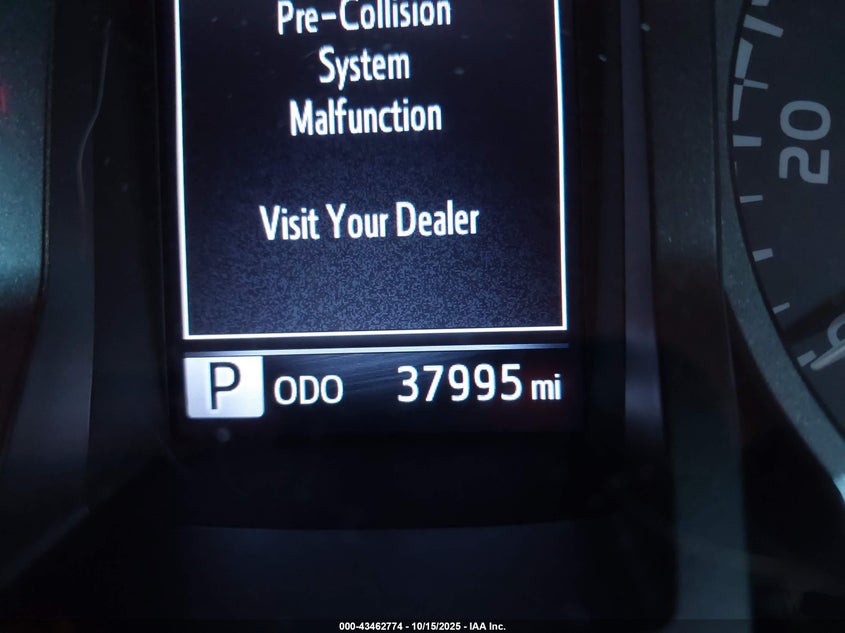 Pre-Collision
System
Malfunction
Visit Your Dealer
P ODO 37995 mi
20
000-43462774 - 10/15/2025 - IAA Inc.